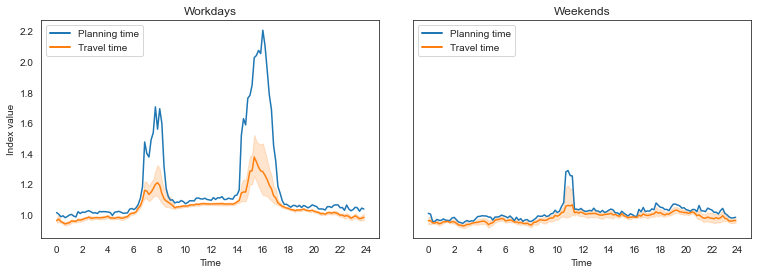 Workdays
Planning time
Travel time
Index value
2.2
2.0
1.8
1.6
1.4
1.2
1.0
0 2 4 6 8 10 12 14 16 18 20 22 24
Time
Weekends
Planning time
Travel time
0 2 4 6 8 10 12 14 16 18 20 22 24
Time